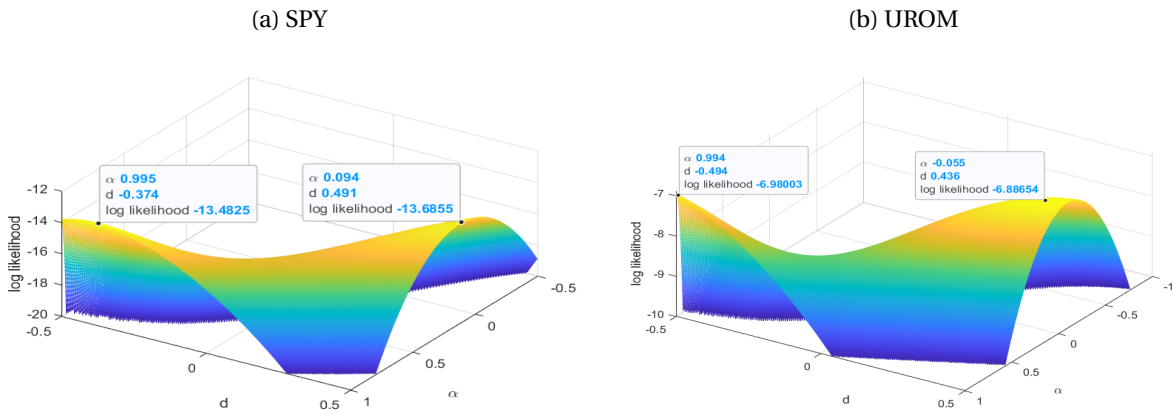 (a) SPY
α 0.995
d -0.374
log likelihood -13.4825
α 0.094
d 0.491
log likelihood -13.6855
-12
-14
-16
-18
-20
log likelihood
-0.5
0
0.5
d
1
0.5
0
-0.5
α
(b) UROM
α 0.994
d -0.494
log likelihood -6.98003
α -0.055
d 0.436
log likelihood -6.88654
-7
-8
-9
-10
log likelihood
-0.5
0
0.5
d
1
0.5
0
-0.5
-1
α